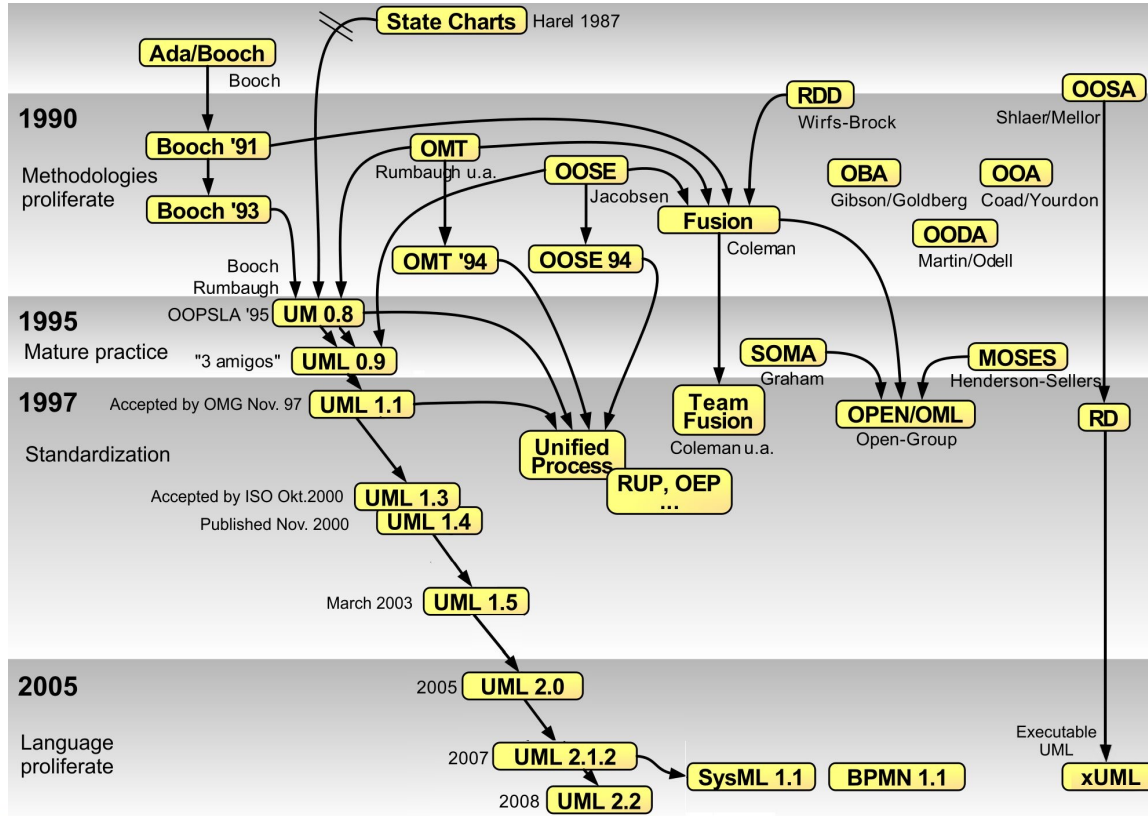 State Charts
Harel 1987
Ada/Booch
Booch
OOSA
Shlaer/Mellor
RDD
Wirfs-Brock
1990
Methodologies
proliferate
Booch '91
OMT
Rumbaugh u.a.
OOSE
Jacobsen
OBA
Gibson/Goldberg
OOA
Coad/Yourdon
Booch '93
Fusion
Coleman
OODA
Martin/Odell
OMT '94
OOSE 94
Booch
Rumbaugh
OOPSLA '95
UM 0.8
1995
Mature practice
"3 amigos"
UML 0.9
SOMA
Graham
MOSES
Henderson-Sellers
1997
Accepted by OMG Nov. 97
UML 1.1
Team
Fusion
Coleman u.a.
OPEN/OML
Open-Group
RD
Standardization
Unified
Process
RUP, OEP
...
Accepted by ISO Okt.2000
UML 1.3
Published Nov. 2000
UML 1.4
March 2003
UML 1.5
2005
2005
UML 2.0
Language
proliferate
2007
UML 2.1.2
Executable
UML
SysML 1.1
BPMN 1.1
xUML
2008
UML 2.2